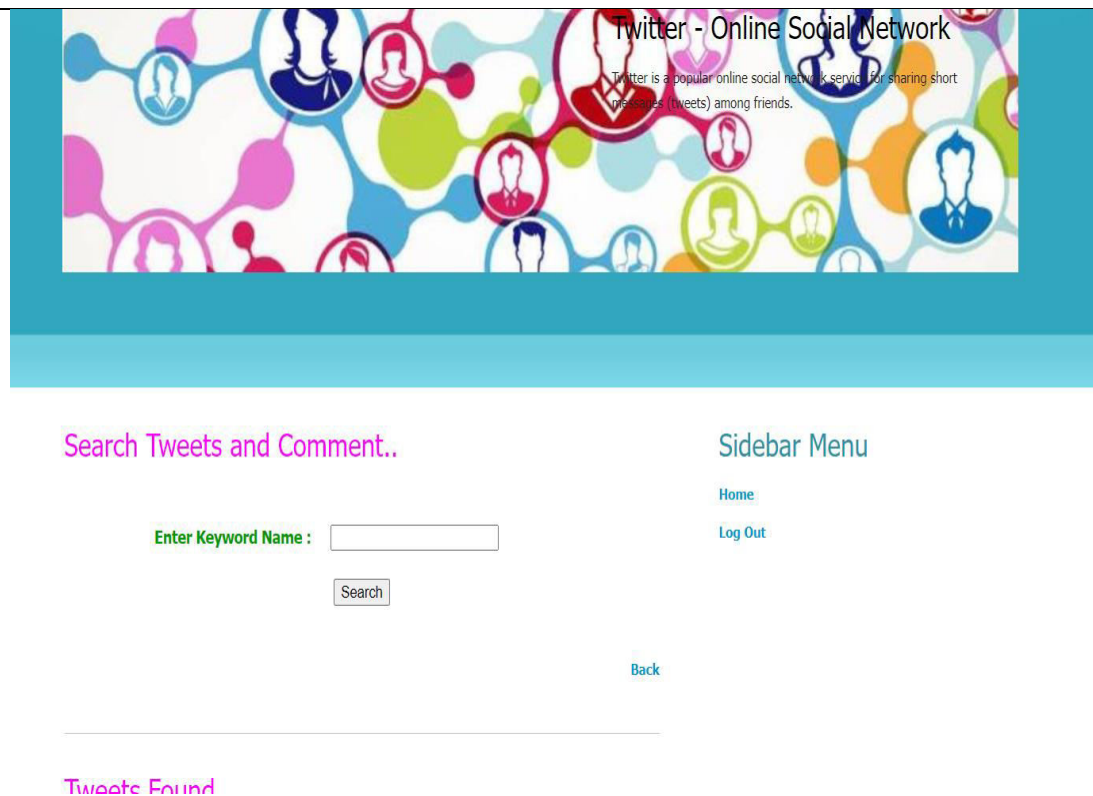 Twitter - Online Social Network
Twitter is a popular online social network service for sharing short
messages (tweets) among friends.
Search Tweets and Comment..
Sidebar Menu
Home
Enter Keyword Name :
Log Out
Search
Back
Tweets Found